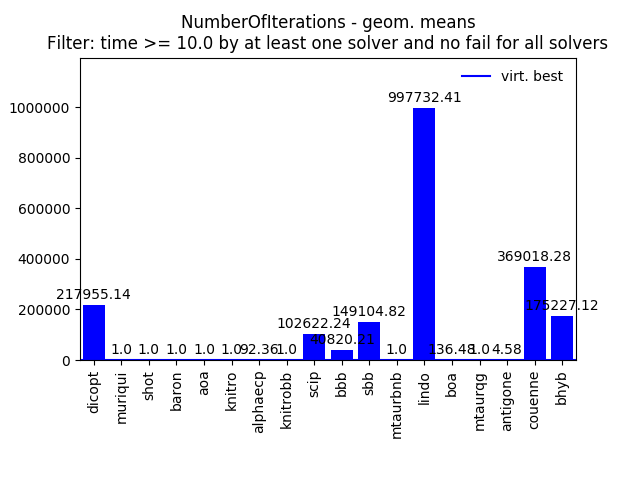 NumberOfIterations - geom. means
Filter: time >= 10.0 by at least one solver and no fail for all solvers
virt. best
1000000
800000
600000
400000
200000
0
217955.14
1.0
1.0
1.0
1.0
1.0
92.36
1.0
102622.24
40820.21
149104.82
1.0
997732.41
136.48
1.0
4.58
369018.28
175227.12
dicopt
muriqui
shot
baron
aoa
knitro
alphaecp
knitrobb
scip
bbb
sbb
mtaurbnb
lindo
boa
mtaurqg
antigone
couenne
bhyb